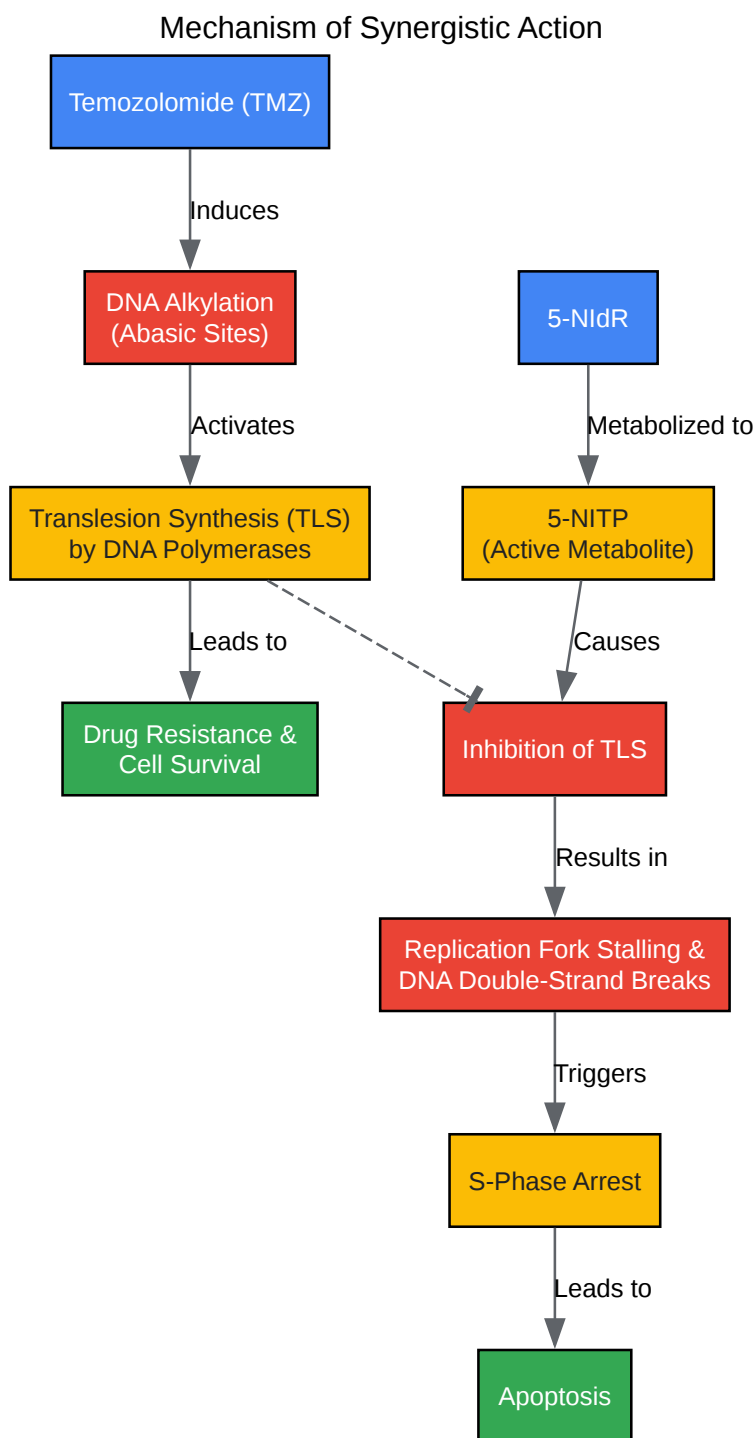 Mechanism of Synergistic Action
Temozolomide (TMZ)
Induces
DNA Alkylation
(Abasic Sites)
5-NIdR
Activates
Metabolized to
Translesion Synthesis (TLS)
by DNA Polymerases
5-NITP
(Active Metabolite)
Leads to
Causes
Drug Resistance &
Cell Survival
Inhibition of TLS
Results in
Replication Fork Stalling &
DNA Double-Strand Breaks
Triggers
S-Phase Arrest
Leads to
Apoptosis